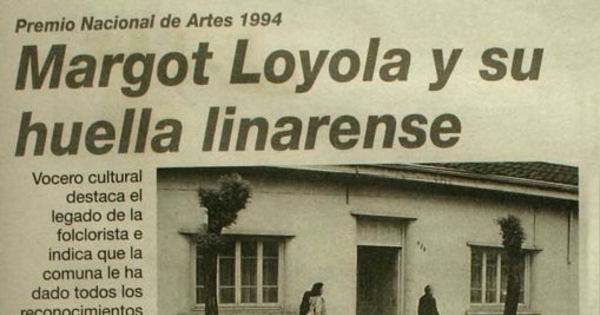 Premio Nacional de Artes 1994
Margot Loyola y su
huella linarense
Vocero cultural
destaca el
legado de la
folclorista e
indica que la
comuna le ha
dado todos los
reconocimientos